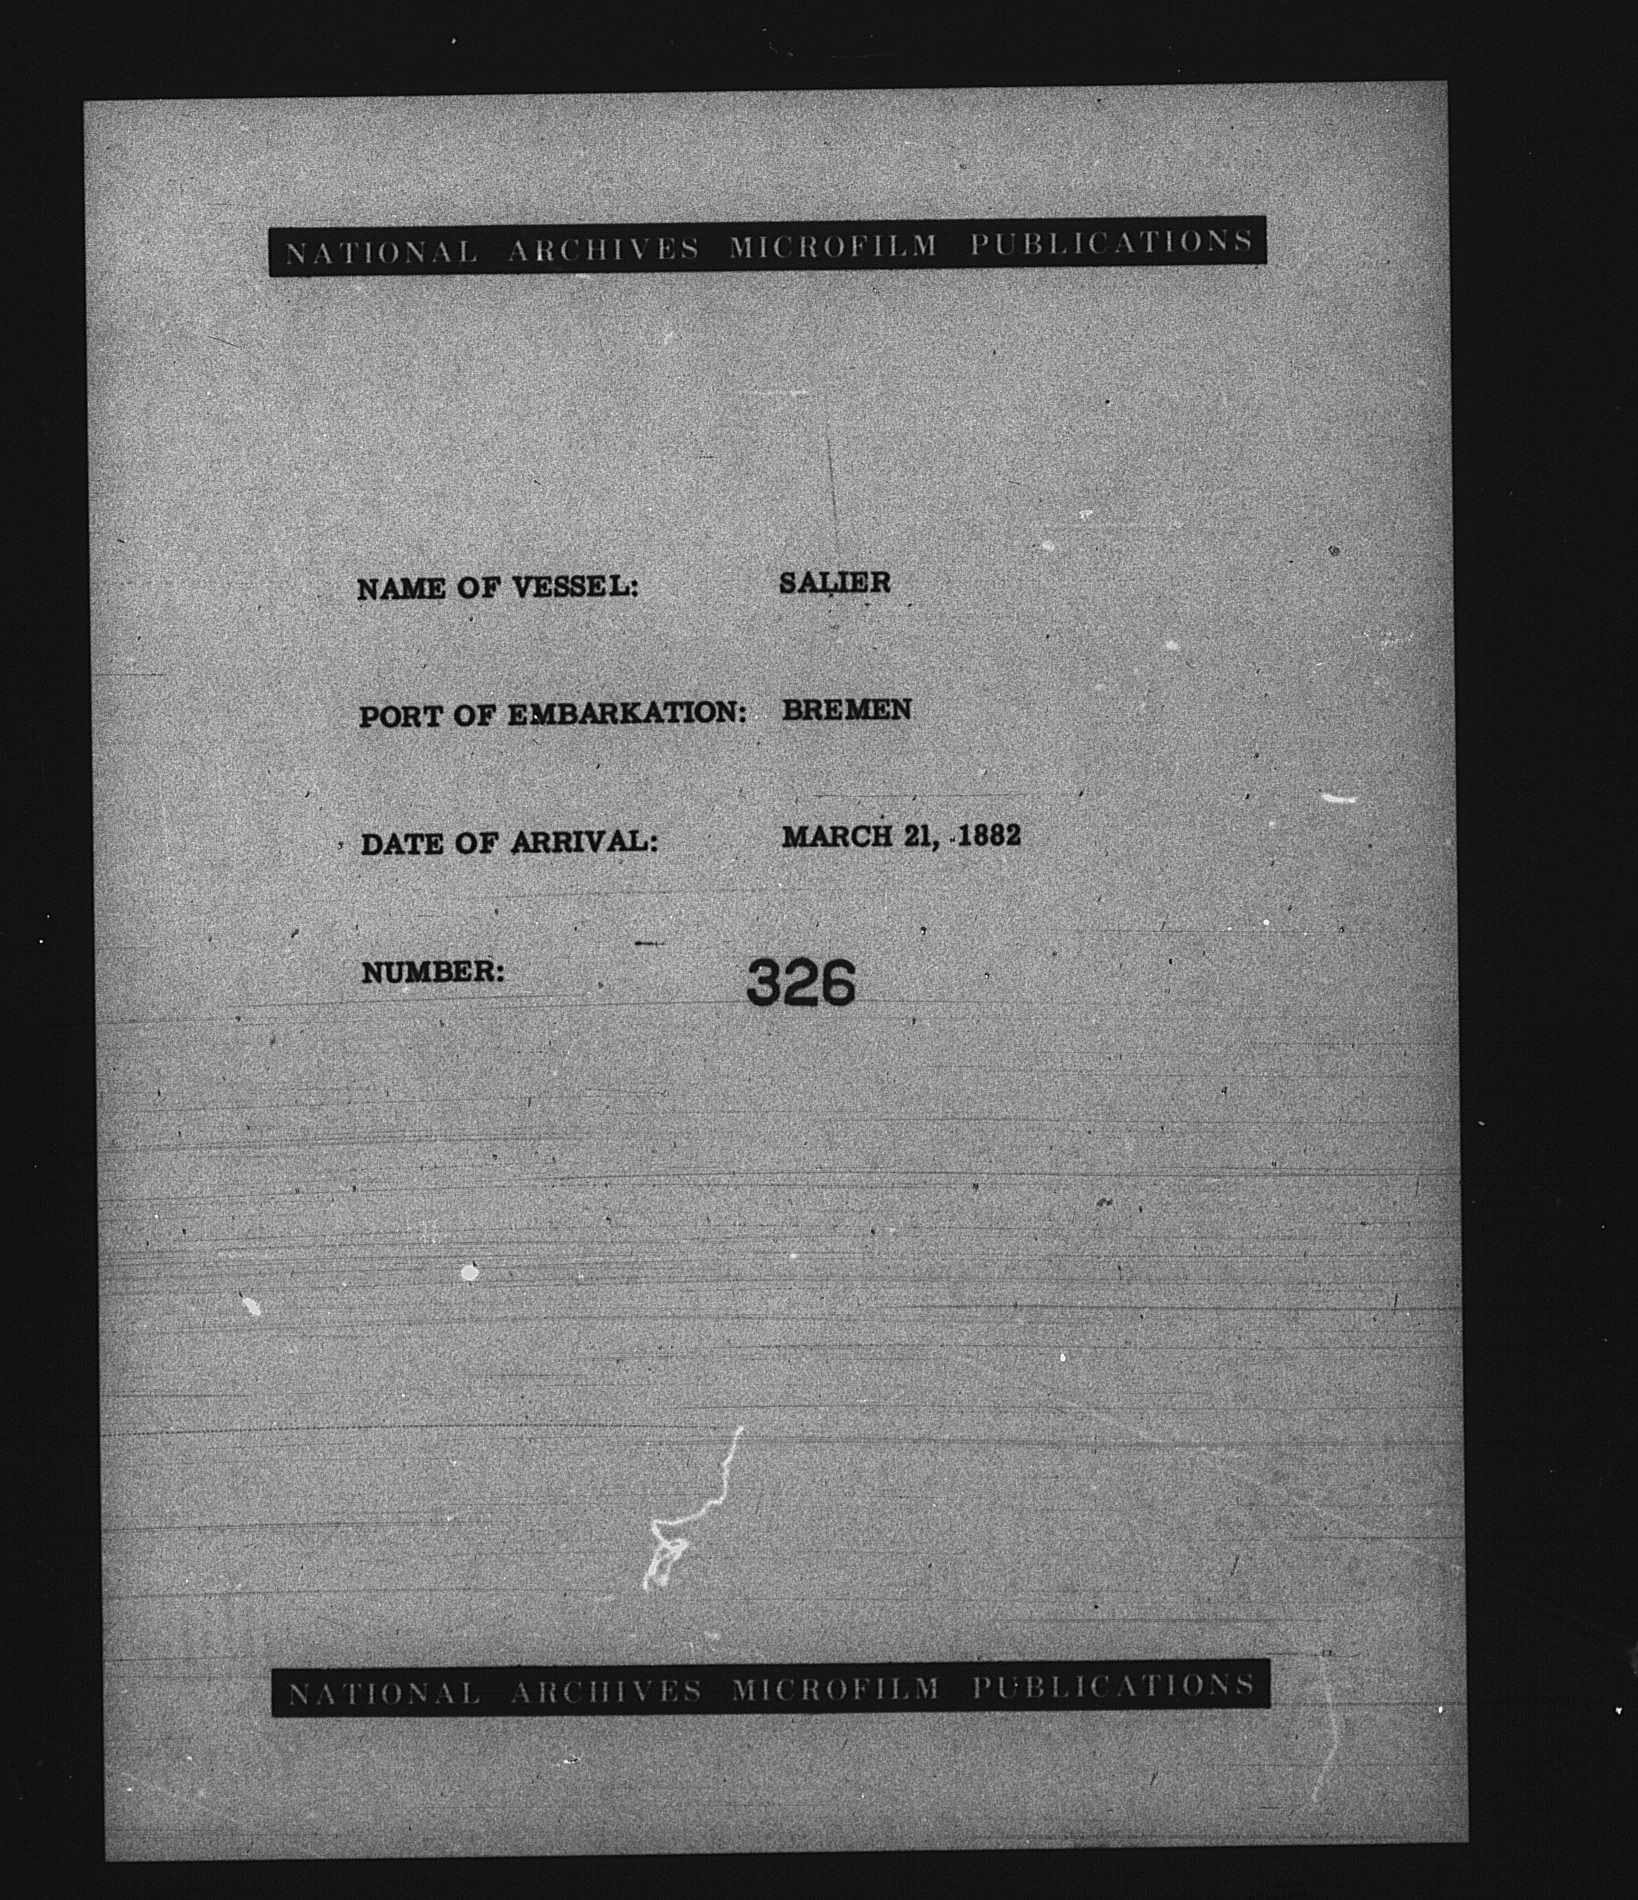 NATIONAL ARCHIVES MICROFILM PUBLICATIONS
NAME OF VESSEL: SALIER
PORT OF EMBARKATION: BREMEN
DATE OF ARRIVAL: MARCH 21, 1882
NUMBER: 326
NATIONAL ARCHIVES MICROFILM PUBLICATIONS